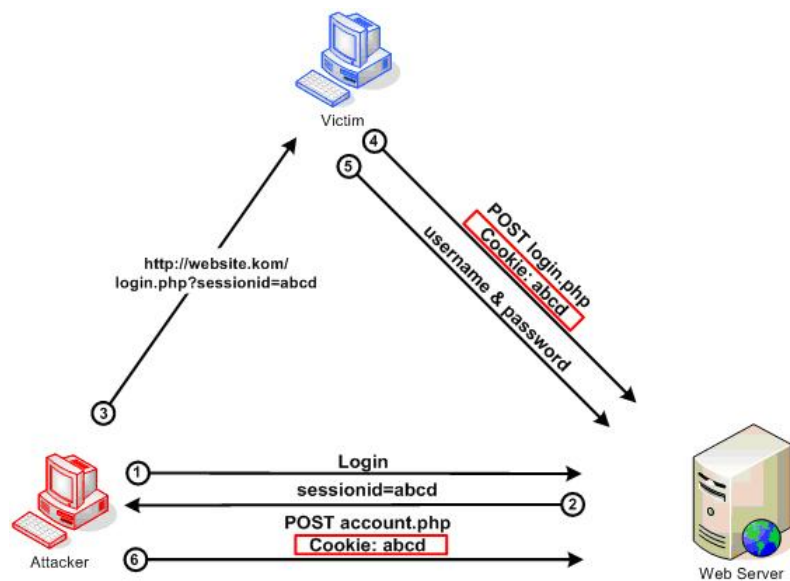 Victim
4
5
http://website.kom/
login.php?sessionid=abcd
POST login.php
Cookie: abcd
username & password
3
1
Login
sessionid=abcd
2
POST account.php
Cookie: abcd
6
Attacker
Web Server